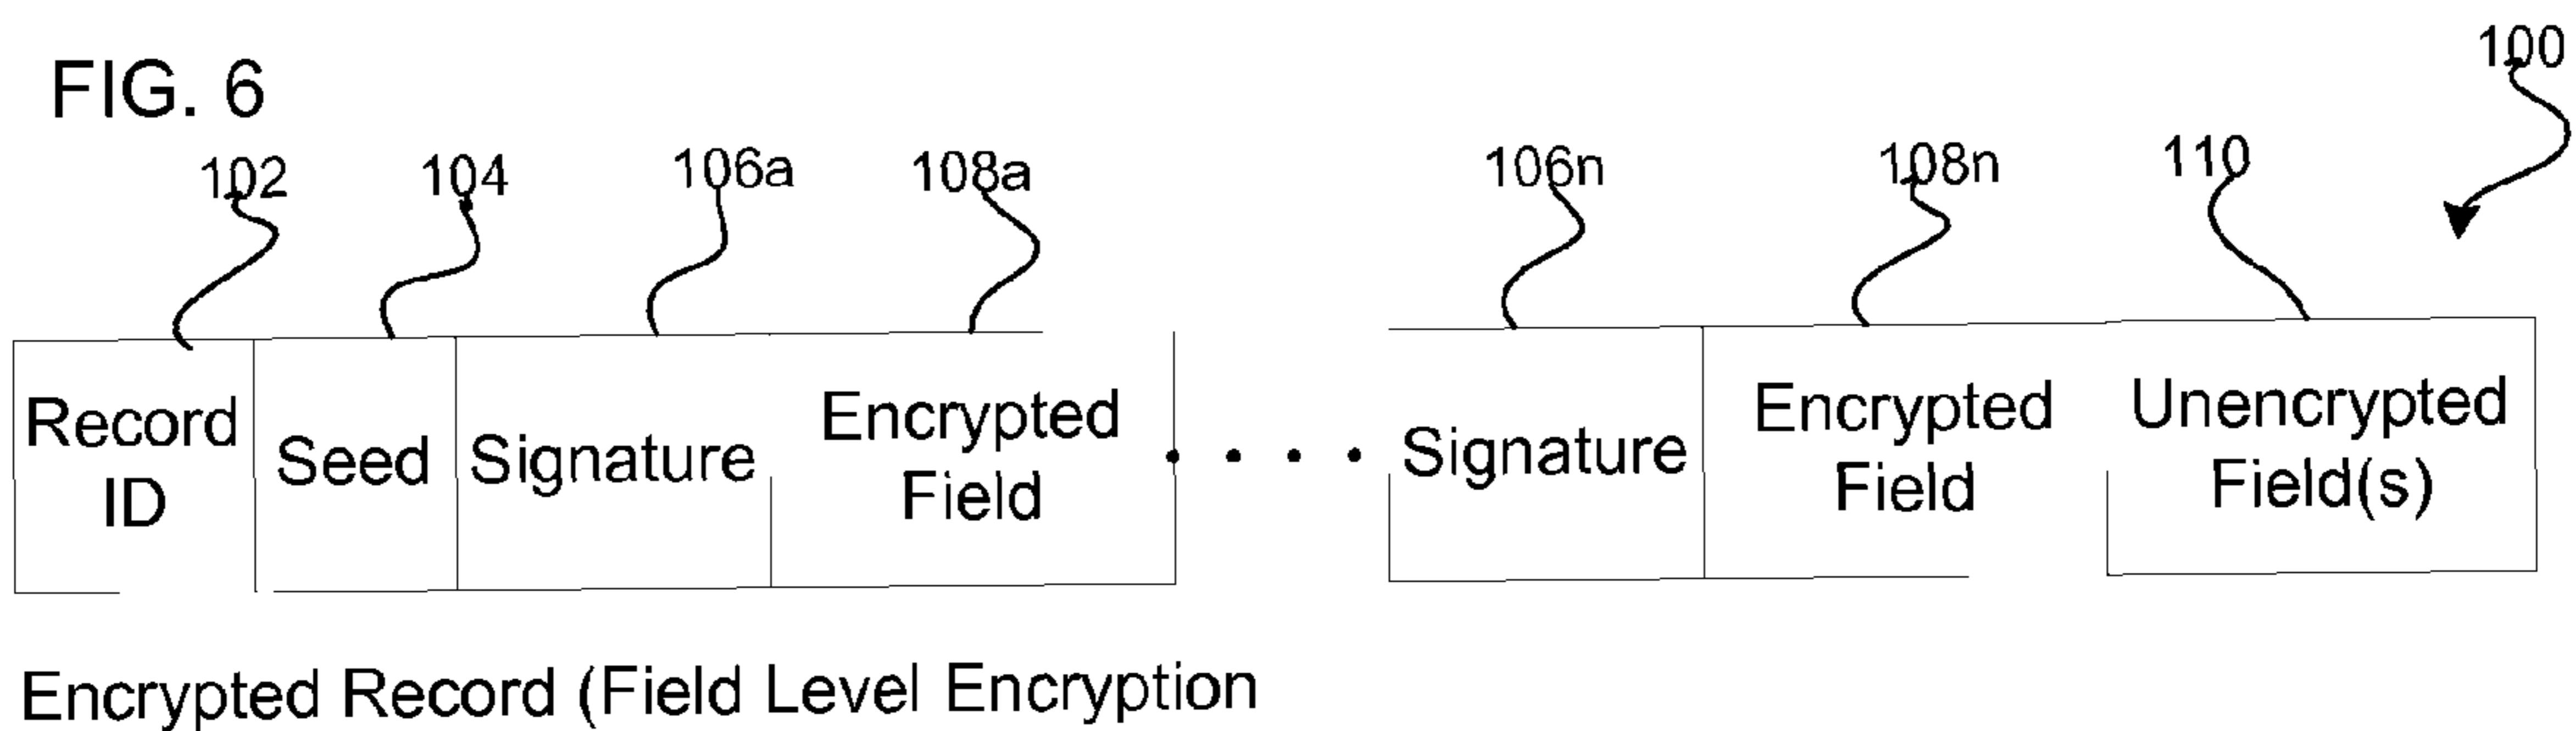 100
FIG. 6
102 104 106a 108a 106n 108n 110
Record ID Seed Signature Encrypted Field . . . . Signature Encrypted Field Unencrypted Field(s)
Encrypted Record (Field Level Encryption